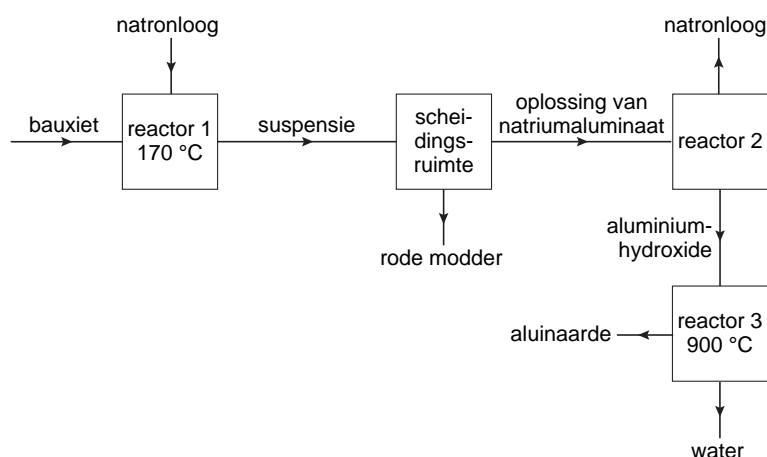 natronloog
bauxiet
reactor 1
170 °C
suspensie
schei-
dings-
ruimte
rode modder
oplossing van
natriumaluminaat
natronloog
reactor 2
aluminium-
hydroxide
reactor 3
900 °C
aluinaarde
water